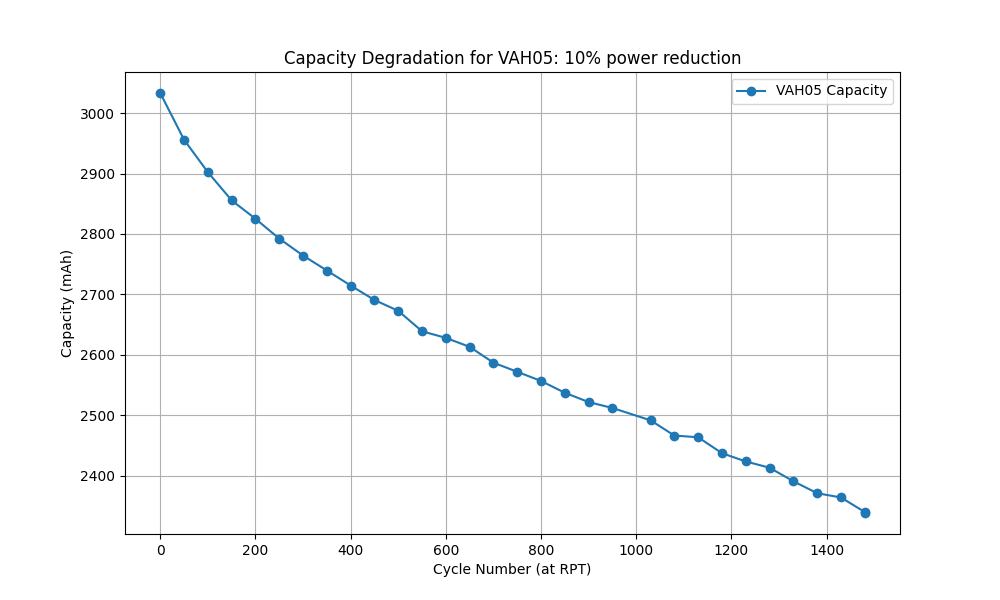 Capacity Degradation for VAH05: 10% power reduction
VAH05 Capacity
3000
2900
2800
2700
2600
2500
2400
Capacity (mAh)
0 200 400 600 800 1000 1200 1400
Cycle Number (at RPT)